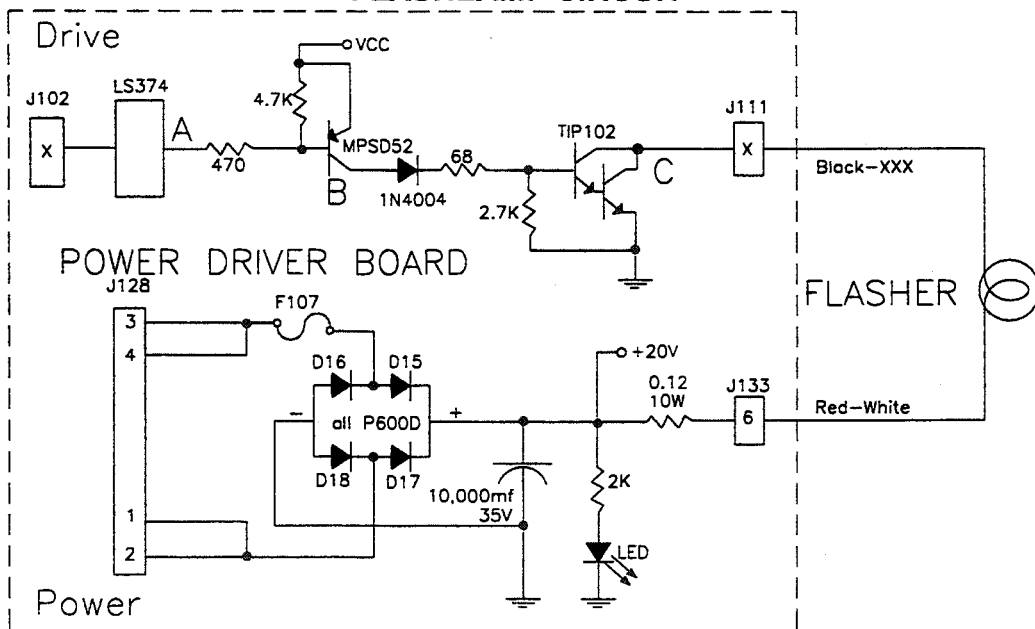 Drive
VCC
J102
LS374
X
A
470
4.7K
MPSD52
B
1N4004
68
2.7K
TIP102
C
J111
X
Black-XXX
POWER DRIVER BOARD
FLASHER
J128
3
4
1
2
F107
D16
D15
-
all P600D
+
D18
D17
10,000mf
35V
+20V
2K
LED
0.12
10W
J133
6
Red-White
Power